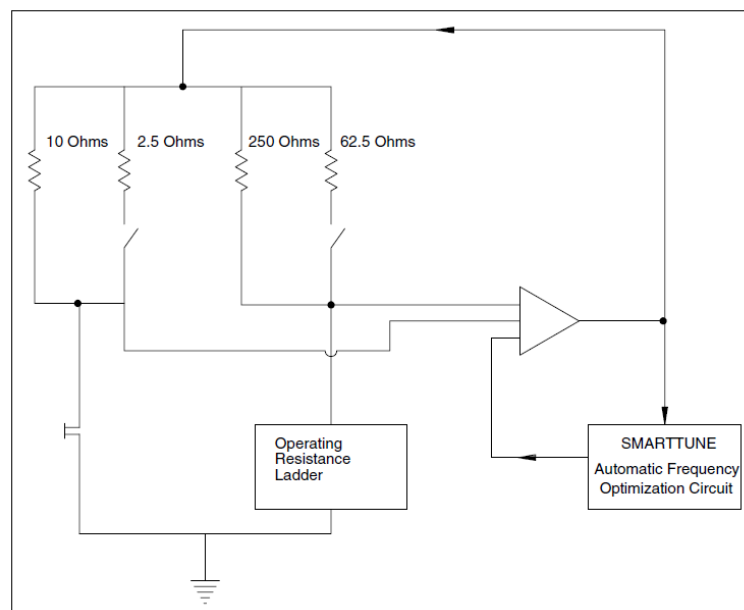 10 Ohms
2.5 Ohms
250 Ohms
62.5 Ohms
Operating
Resistance
Ladder
SMARTTUNE
Automatic Frequency
Optimization Circuit